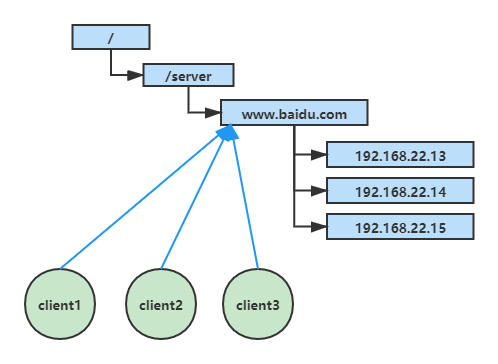 /
/server
www.baidu.com
192.168.22.13
192.168.22.14
192.168.22.15
client1
client2
client3